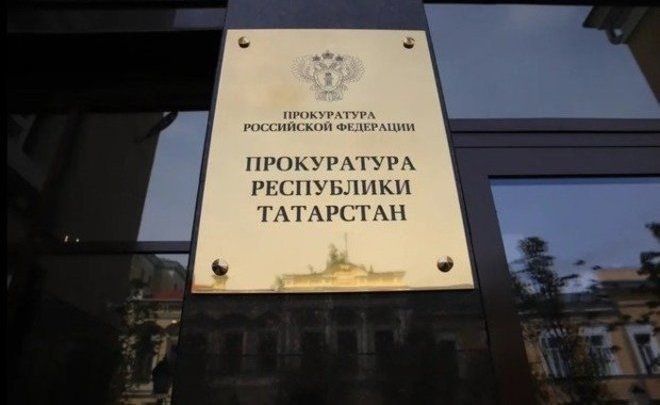 ПРОКУРАТУРА
РОССИЙСКОЙ ФЕДЕРАЦИИ
ПРОКУРАТУРА
РЕСПУБЛИКИ
ТАТАРСТАН